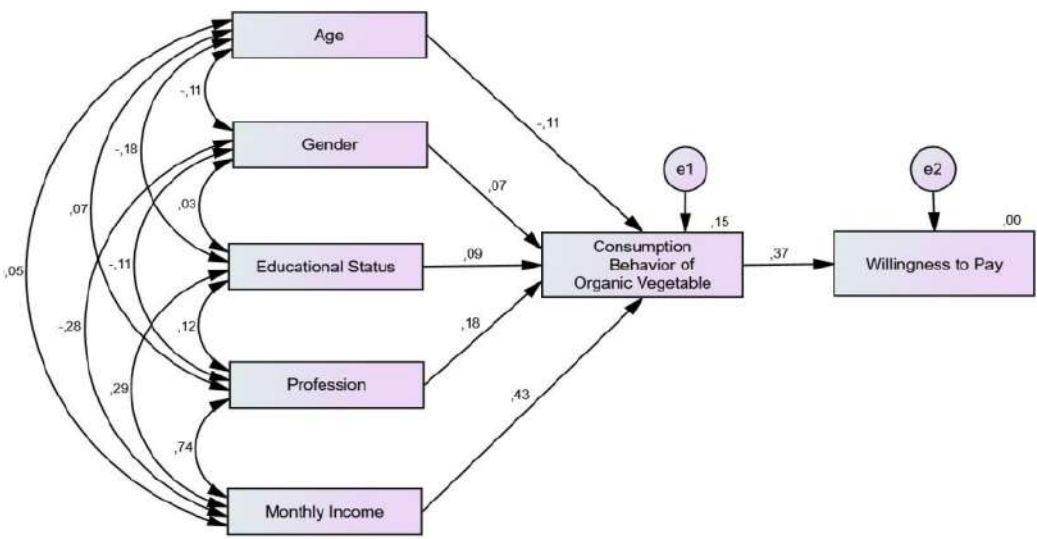 Age
-,11
-,11
Gender
-,18
,07
e1
e2
,03
,07
,15
,00
Consumption
Behavior of
Organic Vegetable
,05
-,11
Educational Status
,09
,37
Willingness to Pay
-,28
,12
,18
Profession
,29
,43
,74
Monthly Income